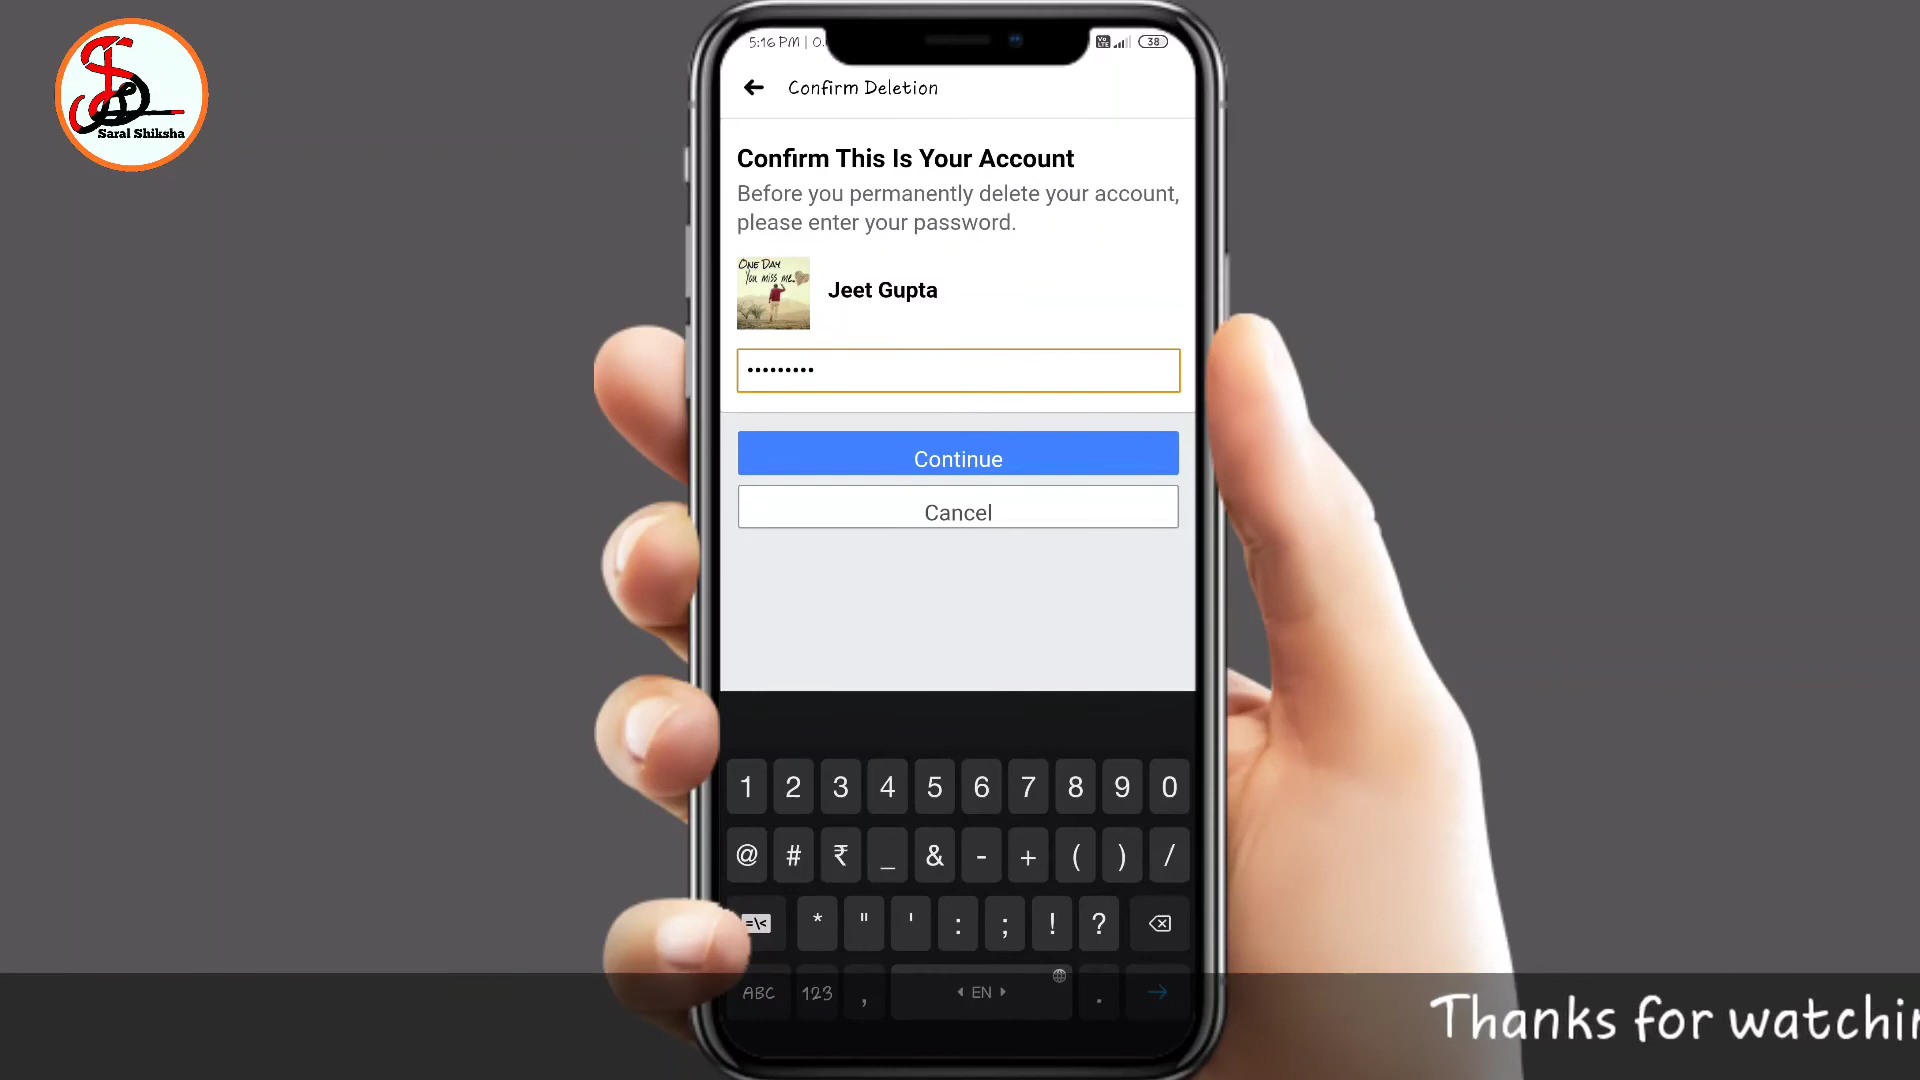 Saral Shiksha
5:16 PM | 0.
38
Confirm Deletion
Confirm This Is Your Account
Before you permanently delete your account,
please enter your password.
ONE DAY
You miss me..
Jeet Gupta
•••••••••
Continue
Cancel
1 2 3 4 5 6 7 8 9 0
@ # ₹ _ & - + ( ) /
=\< * " ' : ; ! ?
ABC 123 , EN .
Thanks for watchin